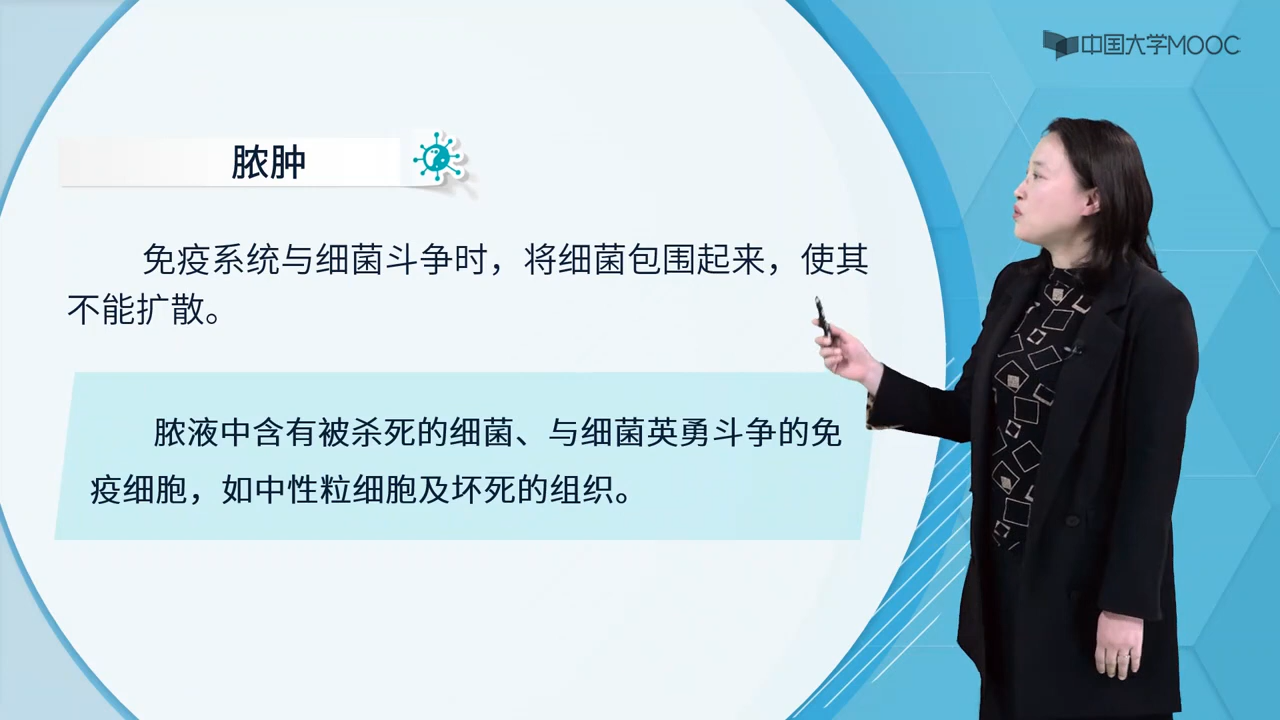 中国大学MOOC
脓肿
免疫系统与细菌斗争时，将细菌包围起来，使其
不能扩散。
脓液中含有被杀死的细菌、与细菌英勇斗争的免
疫细胞，如中性粒细胞及坏死的组织。